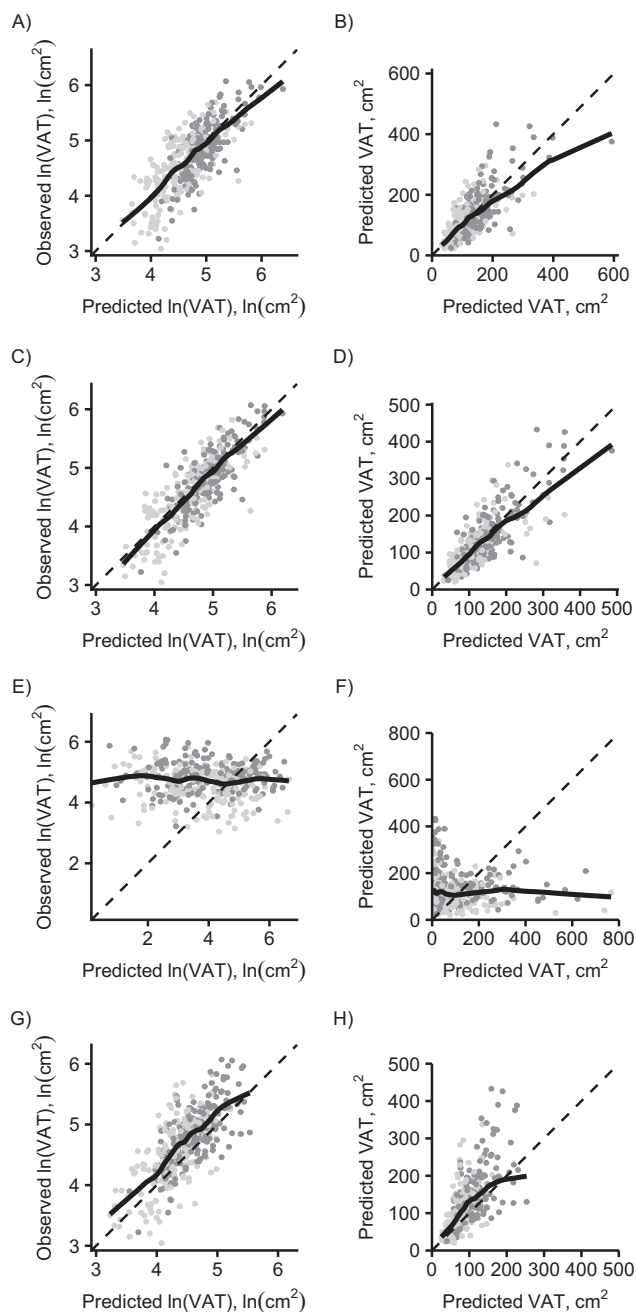 A)
Observed ln(VAT), ln(cm²)
6
5
4
3
3 4 5 6
Predicted ln(VAT), ln(cm²)
B)
Predicted VAT, cm²
600
400
200
0
0 200 400 600
Predicted VAT, cm²
C)
Observed ln(VAT), ln(cm²)
6
5
4
3
3 4 5 6
Predicted ln(VAT), ln(cm²)
D)
Predicted VAT, cm²
500
400
300
200
100
0
0 100 200 300 400 500
Predicted VAT, cm²
E)
Observed ln(VAT), ln(cm²)
6
4
2
2 4 6
Predicted ln(VAT), ln(cm²)
F)
Predicted VAT, cm²
800
600
400
200
0
0 200 400 600 800
Predicted VAT, cm²
G)
Observed ln(VAT), ln(cm²)
6
5
4
3
3 4 5 6
Predicted ln(VAT), ln(cm²)
H)
Predicted VAT, cm²
500
400
300
200
100
0
0 100 200 300 400 500
Predicted VAT, cm²